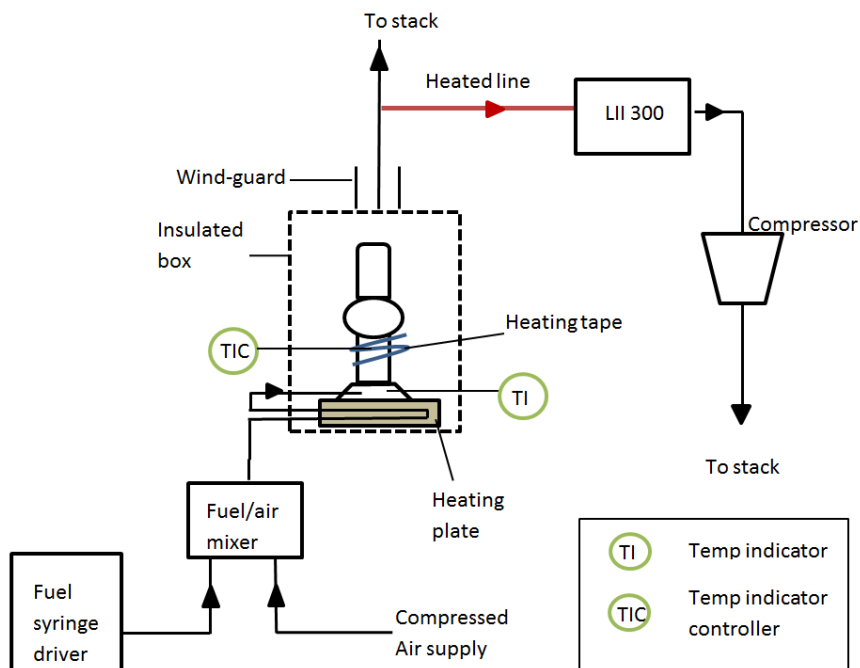 To stack
Heated line
LII 300
Wind-guard
Insulated
box
Compressor
Heating tape
TIC
TI
To stack
Heating
plate
Fuel/air
mixer
Fuel
syringe
driver
Compressed
Air supply
TI Temp indicator
TIC Temp indicator
controller